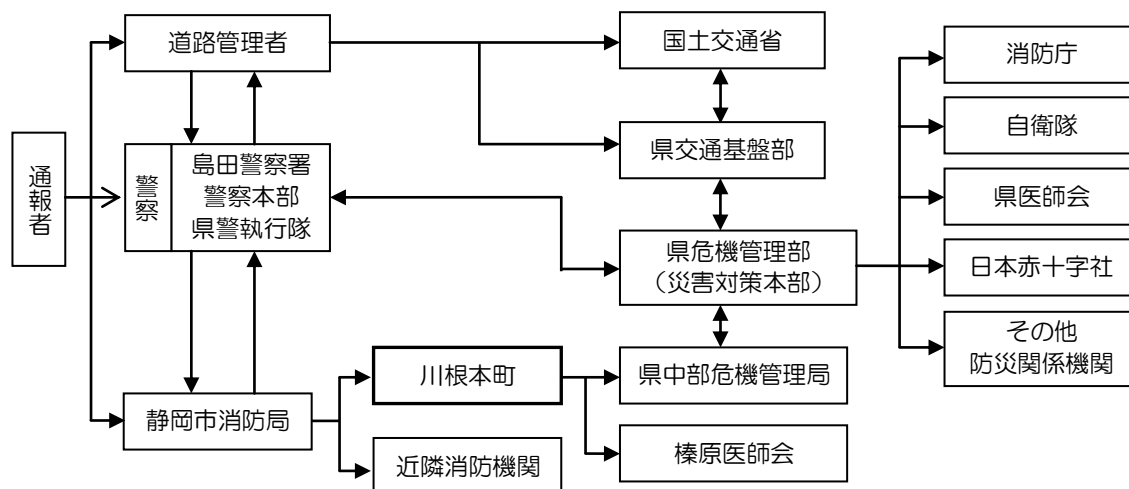 通報者
道路管理者
警察
島田警察署
警察本部
県警執行隊
静岡市消防局
川根本町
近隣消防機関
国土交通省
県交通基盤部
県危機管理部
（災害対策本部）
県中部危機管理局
榛原医師会
消防庁
自衛隊
県医師会
日本赤十字社
その他
防災関係機関